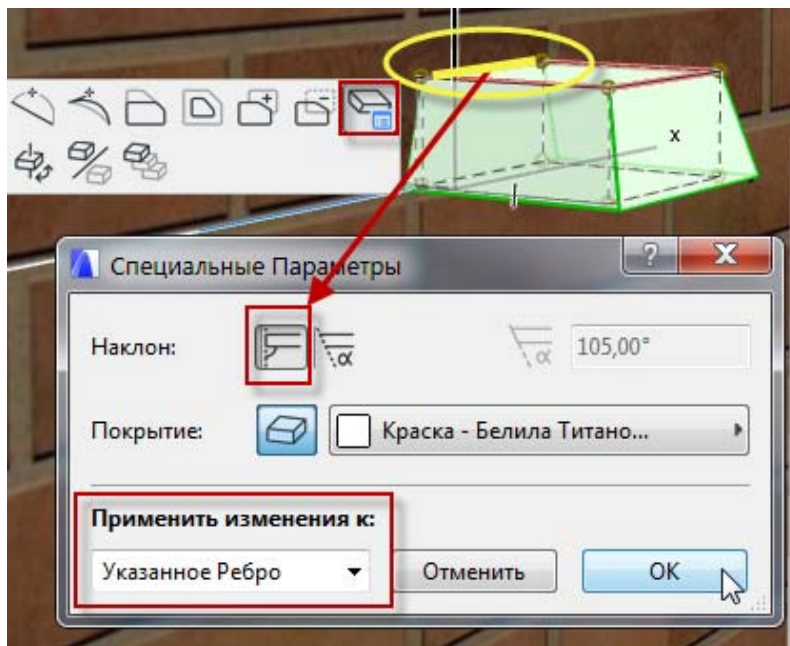 x
Специальные Параметры
?
X
Наклон:
α
α
105,00°
Покрытие:
Краска - Белила Титано...
Применить изменения к:
Указанное Ребро
Отменить
OK